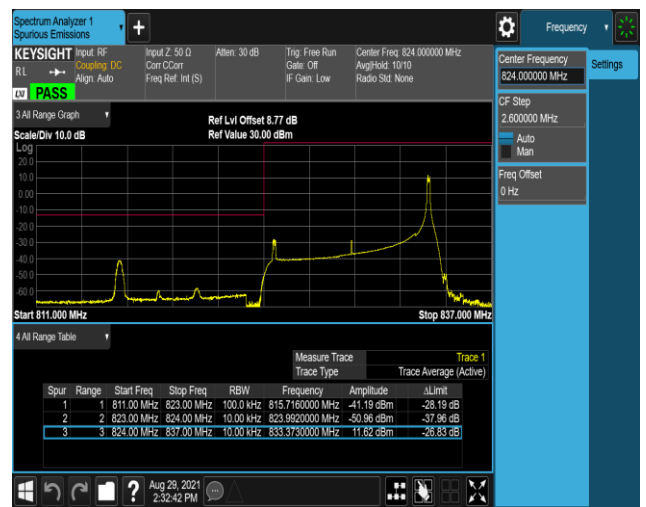 Spectrum Analyzer 1
Spurious Emissions
Frequency
KEYSIGHT Input: RF Input Z: 50 Ω Atten: 30 dB Trig: Free Run Center Freq: 824.000000 MHz
RL Coupling: DC Corr CCorr Gate: Off Avg|Hold: 10/10
Align: Auto Freq Ref: Int (S) IF Gain: Low Radio Std: None
LXI PASS
Center Frequency
824.000000 MHz
Settings
CF Step
2.600000 MHz
Auto
Man
Freq Offset
0 Hz
3 All Range Graph
Ref Lvl Offset 8.77 dB
Scale/Div 10.0 dB Ref Value 30.00 dBm
Log
20.0
10.0
0.00
-10.0
-20.0
-30.0
-40.0
-50.0
-60.0
Start 811.000 MHz Stop 837.000 MHz
4 All Range Table
Measure Trace Trace 1
Trace Type Trace Average (Active)
Spur Range Start Freq Stop Freq RBW Frequency Amplitude ΔLimit
1 1 811.00 MHz 823.00 MHz 100.0 kHz 815.7160000 MHz -41.19 dBm -28.19 dB
2 2 823.00 MHz 824.00 MHz 10.00 kHz 823.9920000 MHz -50.96 dBm -37.96 dB
3 3 824.00 MHz 837.00 MHz 10.00 kHz 833.3730000 MHz 11.62 dBm -26.83 dB
Aug 29, 2021
2:32:42 PM